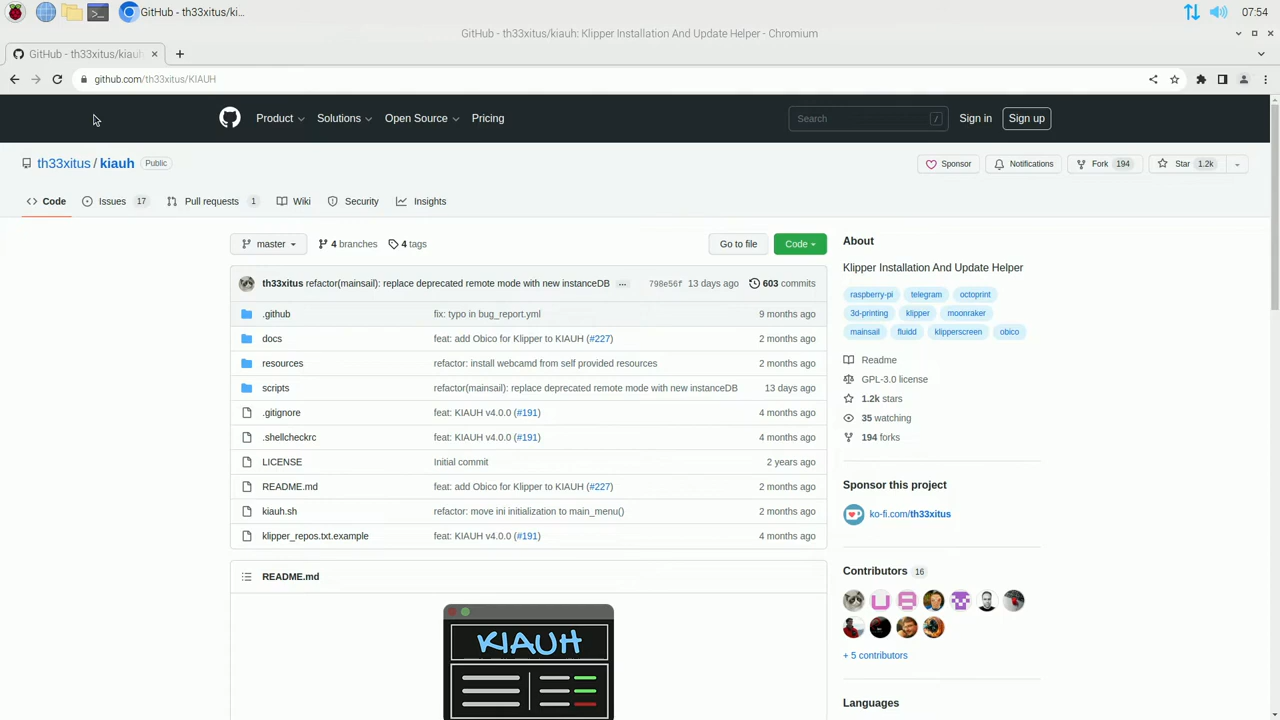 GitHub - th33xitus/ki...
07:54
GitHub - th33xitus/kiauh: Klipper Installation And Update Helper - Chromium
GitHub - th33xitus/kiauh
github.com/th33xitus/KIAUH
Product Solutions Open Source Pricing Search / Sign in Sign up
th33xitus / kiauh Public Sponsor Notifications Fork 194 Star 1.2k
Code Issues 17 Pull requests 1 Wiki Security Insights
master 4 branches 4 tags Go to file Code
th33xitus refactor(mainsail): replace deprecated remote mode with new instanceDB ... 798e56f 13 days ago 603 commits
.github fix: typo in bug_report.yml 9 months ago
docs feat: add Obico for Klipper to KIAUH (#227) 2 months ago
resources refactor: install webcamd from self provided resources 2 months ago
scripts refactor(mainsail): replace deprecated remote mode with new instanceDB 13 days ago
.gitignore feat: KIAUH v4.0.0 (#191) 4 months ago
.shellcheckrc feat: KIAUH v4.0.0 (#191) 4 months ago
LICENSE Initial commit 2 years ago
README.md feat: add Obico for Klipper to KIAUH (#227) 2 months ago
kiauh.sh refactor: move ini initialization to main_menu() 2 months ago
klipper_repos.txt.example feat: KIAUH v4.0.0 (#191) 4 months ago
README.md
KIAUH
About
Klipper Installation And Update Helper
raspberry-pi telegram octoprint
3d-printing klipper moonraker
mainsail fluidd klipperscreen obico
Readme
GPL-3.0 license
1.2k stars
35 watching
194 forks
Sponsor this project
ko-fi.com/th33xitus
Contributors 16
+ 5 contributors
Languages